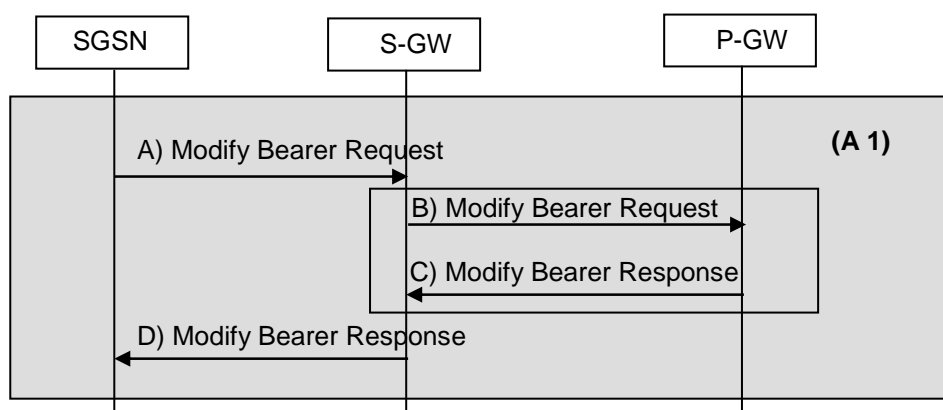 SGSN
S-GW
P-GW
(A 1)
A) Modify Bearer Request
B) Modify Bearer Request
C) Modify Bearer Response
D) Modify Bearer Response